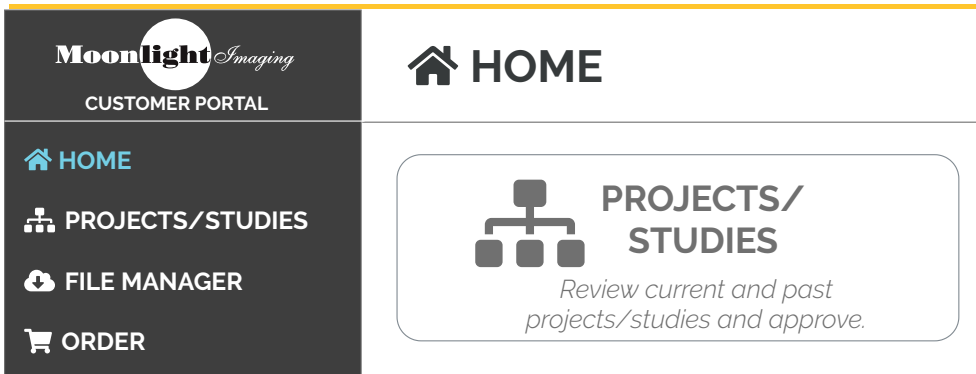 Moonlight Imaging
CUSTOMER PORTAL
HOME
PROJECTS/STUDIES
FILE MANAGER
ORDER
HOME
PROJECTS/
STUDIES
Review current and past
projects/studies and approve.